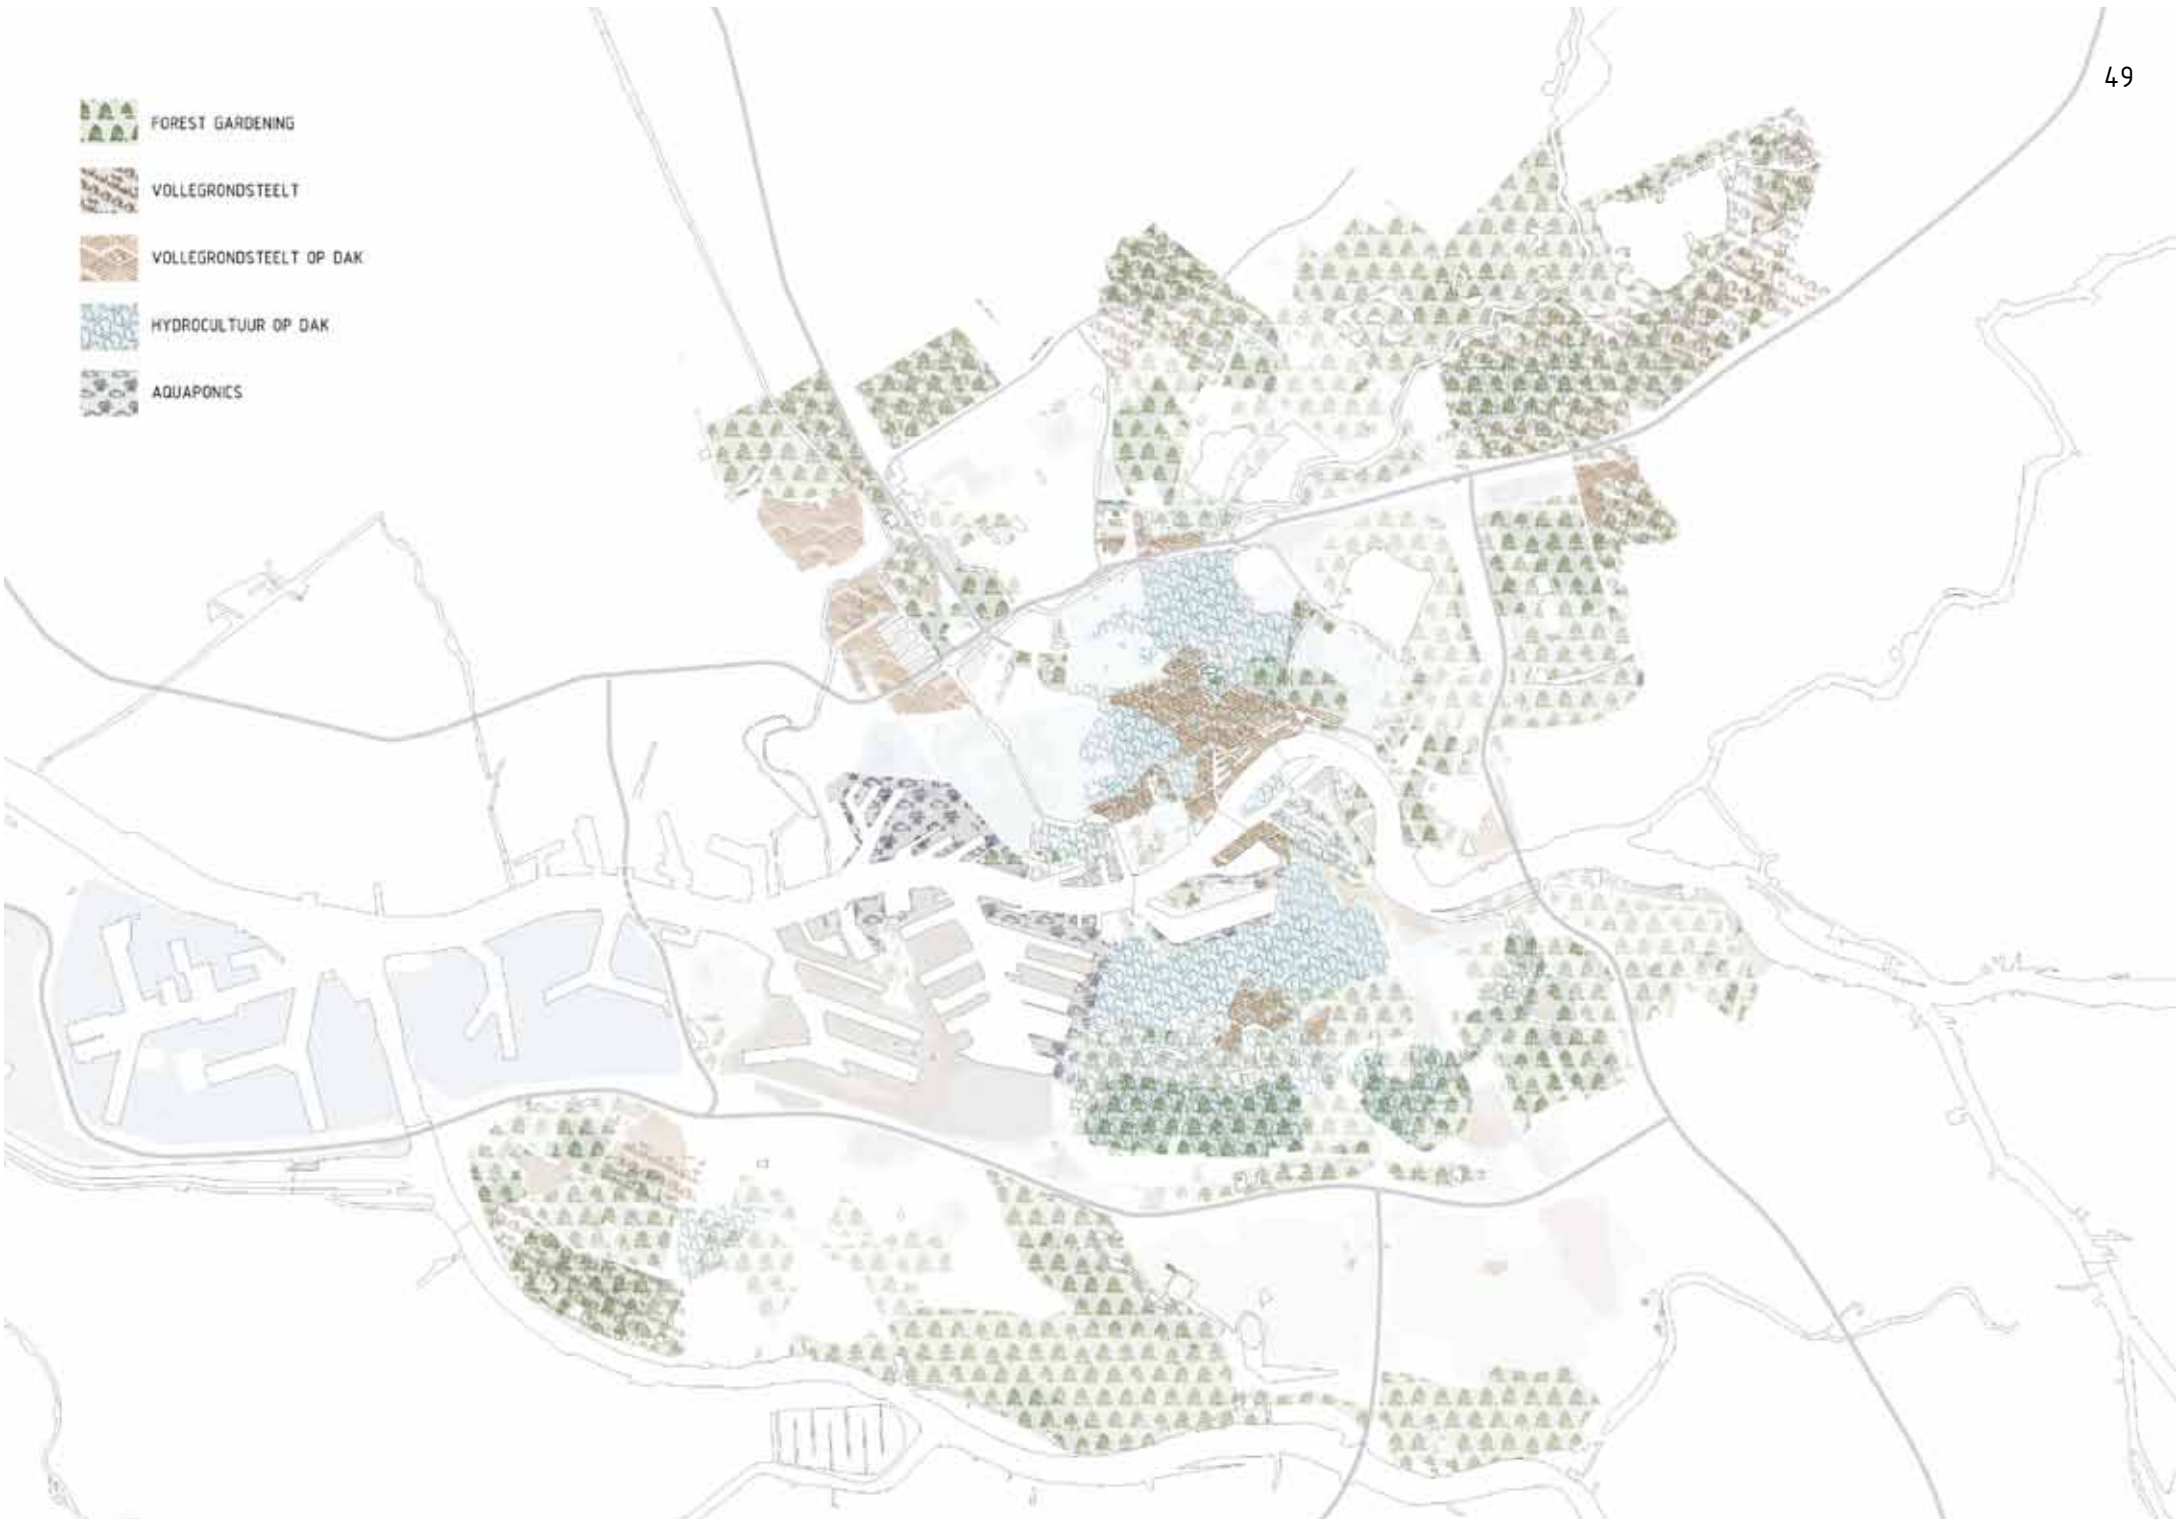 49
FOREST GARDENING
VOLLEGRONDSTEELT
VOLLEGRONDSTEELT OP DAK
HYDROCULTUUR OP DAK
AQUAPONICS